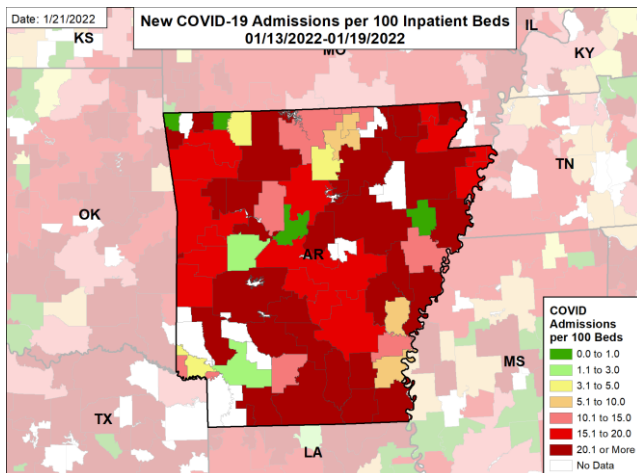 Date: 1/21/2022
New COVID-19 Admissions per 100 Inpatient Beds
01/13/2022-01/19/2022
KS
MO
IL
KY
OK
TN
AR
TX
LA
MS
COVID
Admissions
per 100 Beds
0.0 to 1.0
1.1 to 3.0
3.1 to 5.0
5.1 to 10.0
10.1 to 15.0
15.1 to 20.0
20.1 or More
No Data